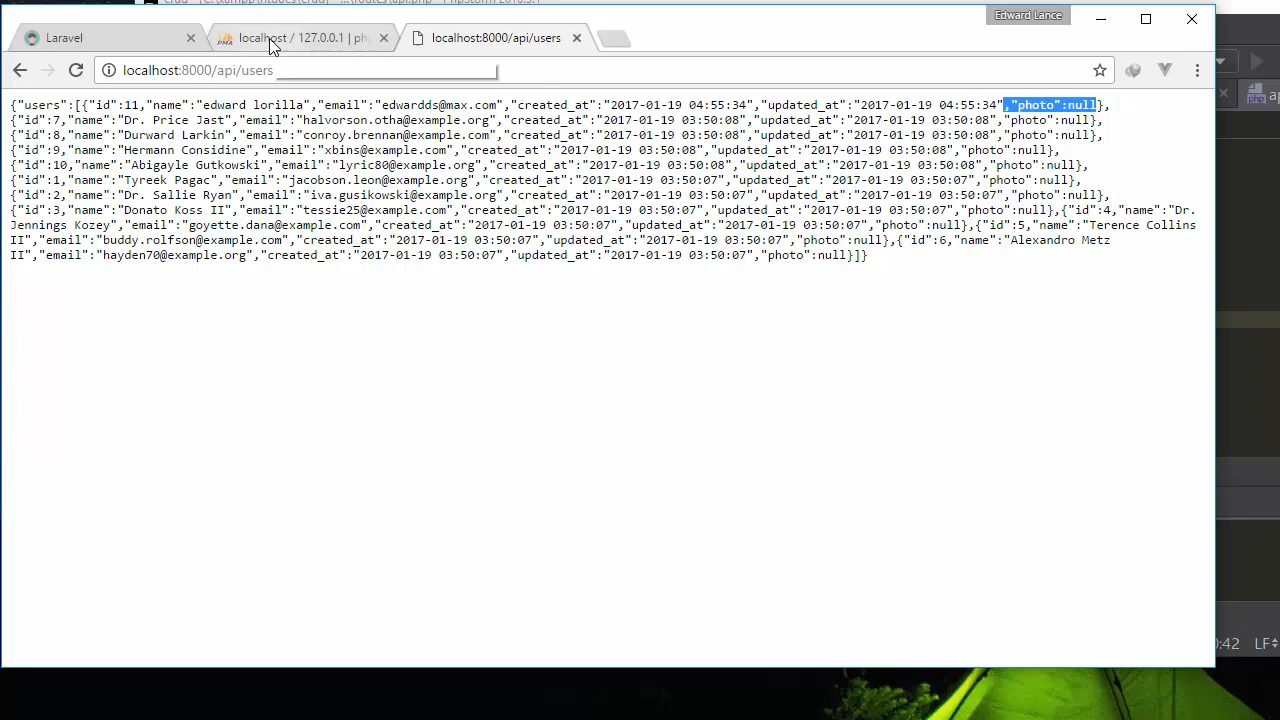 Edward Lance
Laravel
localhost / 127.0.0.1 | ph
localhost:8000/api/users
localhost:8000/api/users
{"users":[{"id":11,"name":"edward lorilla","email":"edwardds@max.com","created_at":"2017-01-19 04:55:34","updated_at":"2017-01-19 04:55:34","photo":null},
{"id":7,"name":"Dr. Price Jast","email":"halvorson.otha@example.org","created_at":"2017-01-19 03:50:08","updated_at":"2017-01-19 03:50:08","photo":null},
{"id":8,"name":"Durward Larkin","email":"conroy.brennan@example.com","created_at":"2017-01-19 03:50:08","updated_at":"2017-01-19 03:50:08","photo":null},
{"id":9,"name":"Hermann Considine","email":"xbins@example.com","created_at":"2017-01-19 03:50:08","updated_at":"2017-01-19 03:50:08","photo":null},
{"id":10,"name":"Abigayle Gutkowski","email":"lyric80@example.org","created_at":"2017-01-19 03:50:08","updated_at":"2017-01-19 03:50:08","photo":null},
{"id":1,"name":"Tyreek Pagac","email":"jacobson.leon@example.org","created_at":"2017-01-19 03:50:07","updated_at":"2017-01-19 03:50:07","photo":null},
{"id":2,"name":"Dr. Sallie Ryan","email":"iva.gusikowski@example.org","created_at":"2017-01-19 03:50:07","updated_at":"2017-01-19 03:50:07","photo":null},
{"id":3,"name":"Donato Koss II","email":"tessie25@example.com","created_at":"2017-01-19 03:50:07","updated_at":"2017-01-19 03:50:07","photo":null},{"id":4,"name":"Dr.
Jennings Kozey","email":"goyette.dana@example.com","created_at":"2017-01-19 03:50:07","updated_at":"2017-01-19 03:50:07","photo":null},{"id":5,"name":"Terence Collins
II","email":"buddy.rolfson@example.com","created_at":"2017-01-19 03:50:07","updated_at":"2017-01-19 03:50:07","photo":null},{"id":6,"name":"Alexandro Metz
II","email":"hayden70@example.org","created_at":"2017-01-19 03:50:07","updated_at":"2017-01-19 03:50:07","photo":null}]}
:42 LF